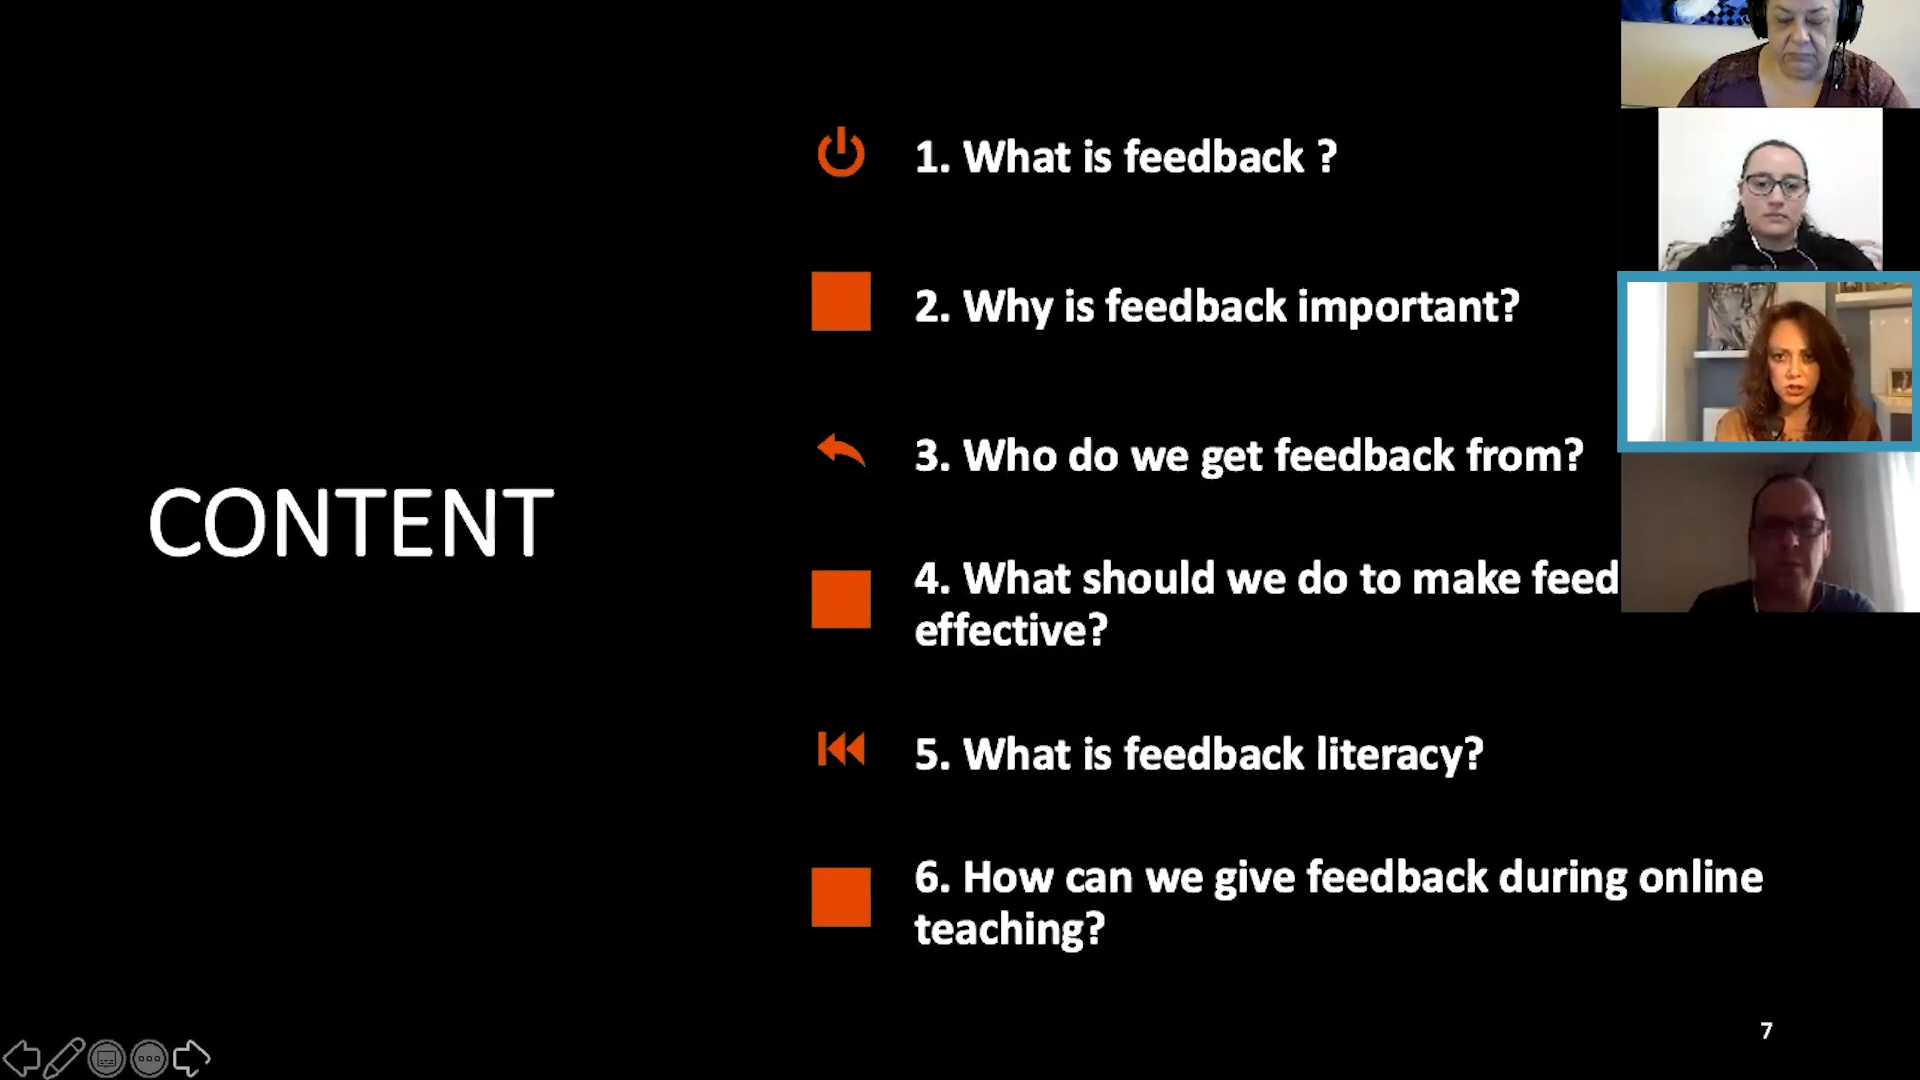 CONTENT
1. What is feedback ?
2. Why is feedback important?
3. Who do we get feedback from?
4. What should we do to make feed
effective?
5. What is feedback literacy?
6. How can we give feedback during online
teaching?
7